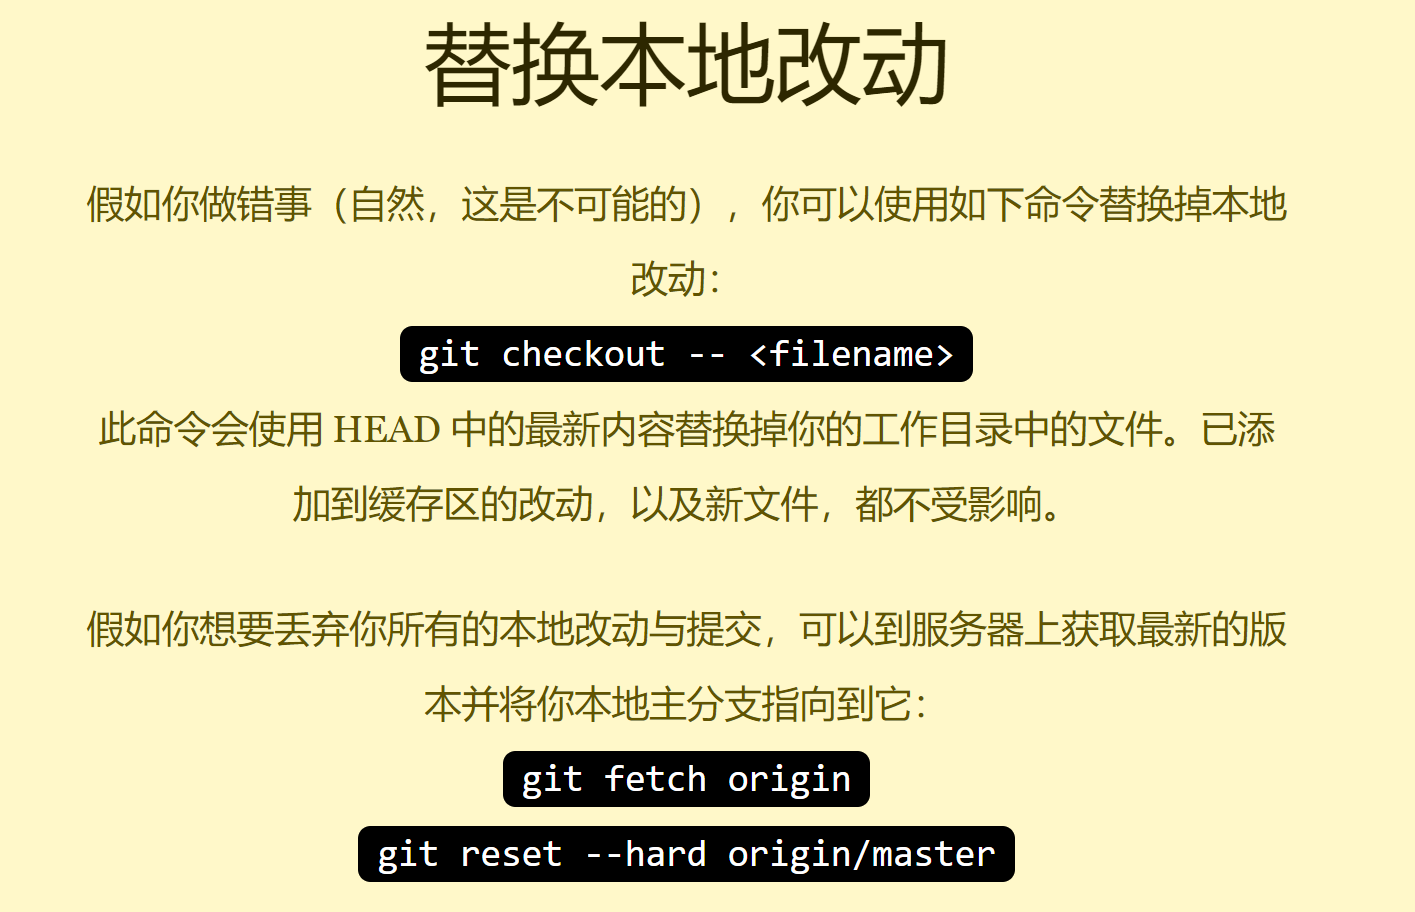 替换本地改动
假如你做错事（自然，这是不可能的），你可以使用如下命令替换掉本地
改动：
git checkout -- <filename>
此命令会使用 HEAD 中的最新内容替换掉你的工作目录中的文件。已添
加到缓存区的改动，以及新文件，都不受影响。
假如你想要丢弃你所有的本地改动与提交，可以到服务器上获取最新的版
本并将你本地主分支指向到它：
git fetch origin
git reset --hard origin/master